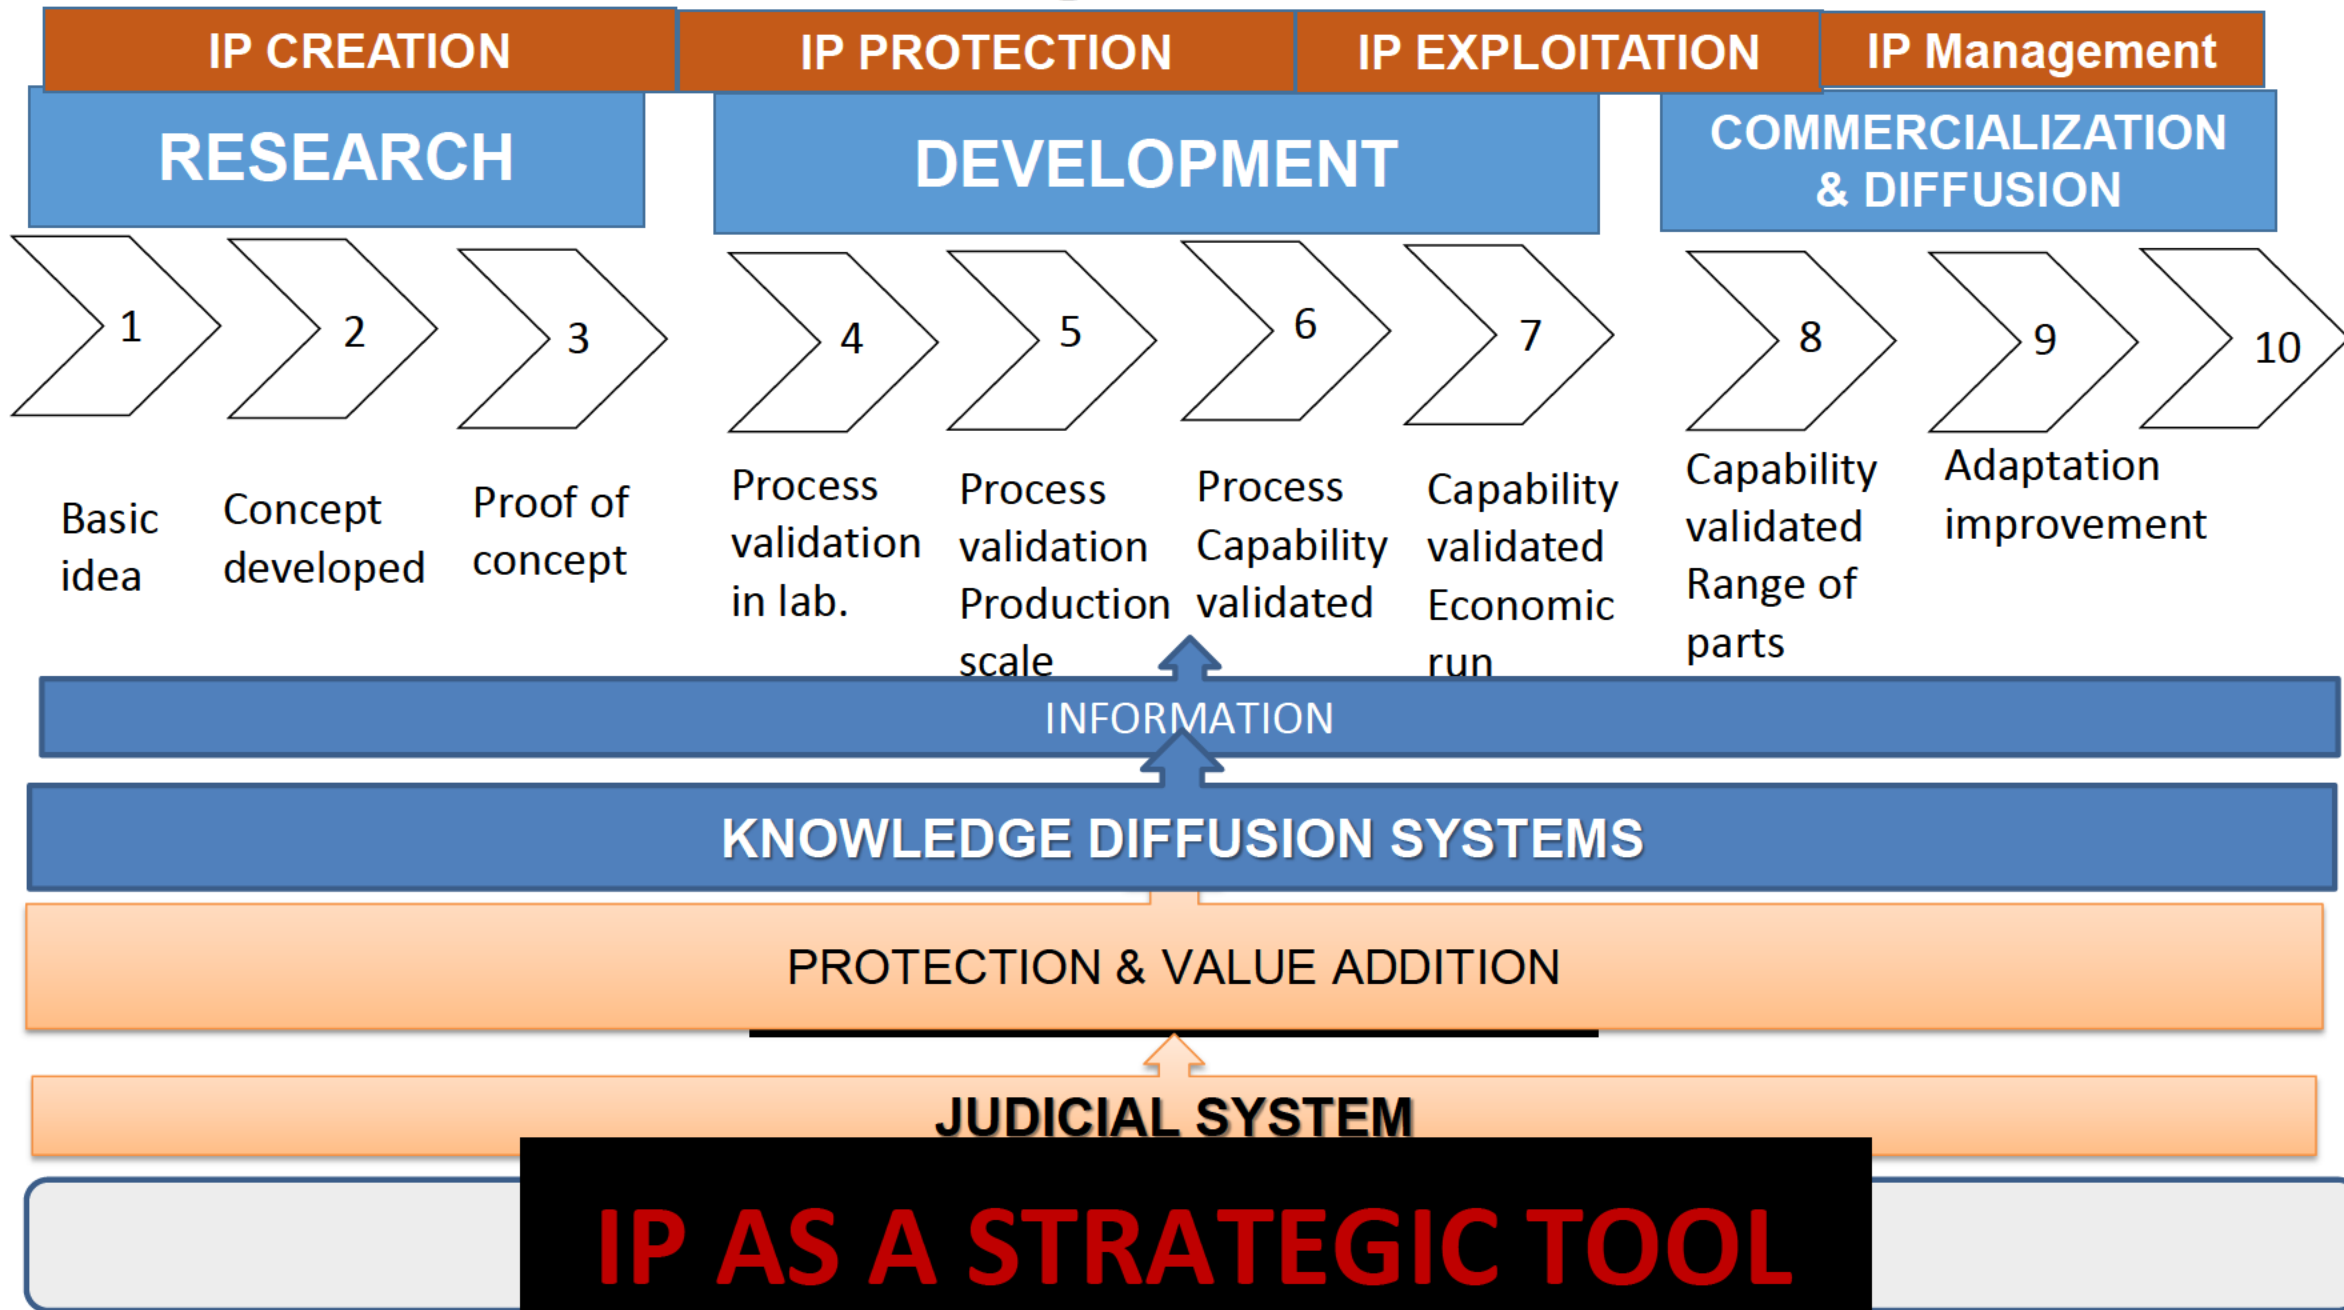 IP CREATION
IP PROTECTION
IP EXPLOITATION
IP Management
RESEARCH
DEVELOPMENT
COMMERCIALIZATION
& DIFFUSION
1
2
3
4
5
6
7
8
9
10
Basic
idea
Concept
developed
Proof of
concept
Process
validation
in lab.
Process
validation
Production
scale
Process
Capability
validated
Capability
validated
Economic
run
Capability
validated
Range of
parts
Adaptation
improvement
INFORMATION
KNOWLEDGE DIFFUSION SYSTEMS
PROTECTION & VALUE ADDITION
JUDICIAL SYSTEM
IP AS A STRATEGIC TOOL